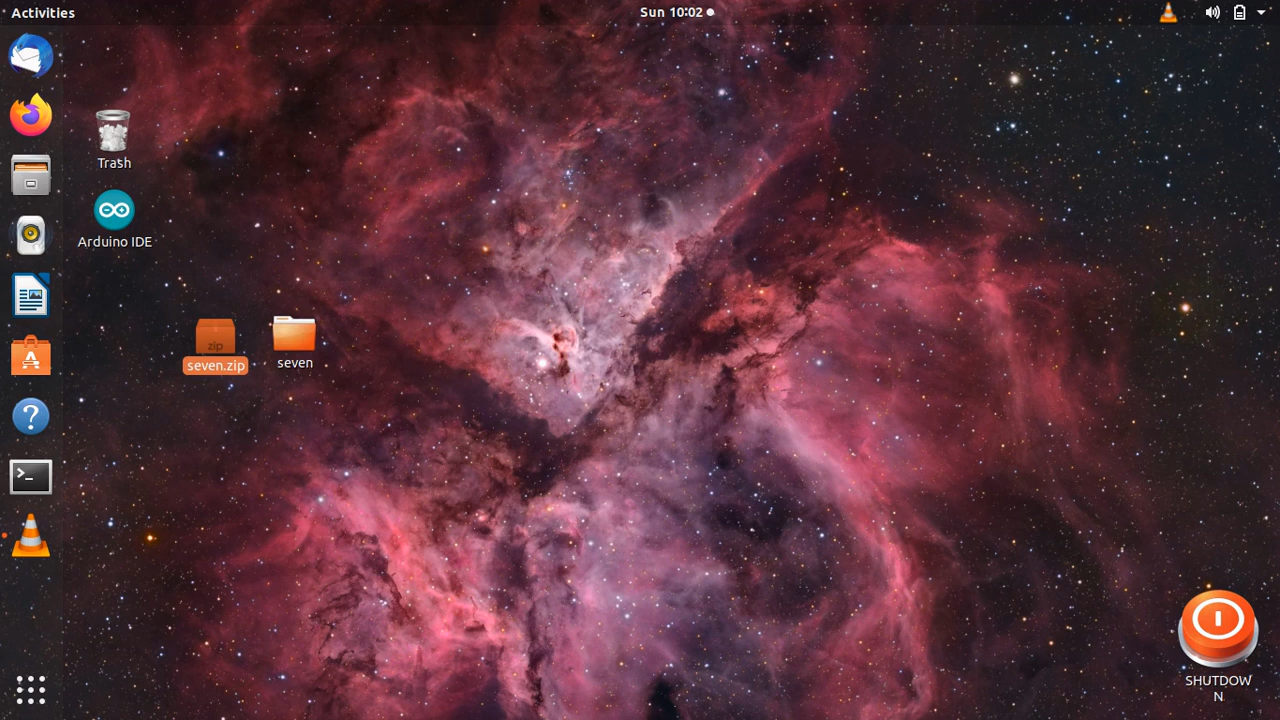 Activities
Sun 10:02
Trash
Arduino IDE
zip
seven.zip
seven
SHUTDOW
N